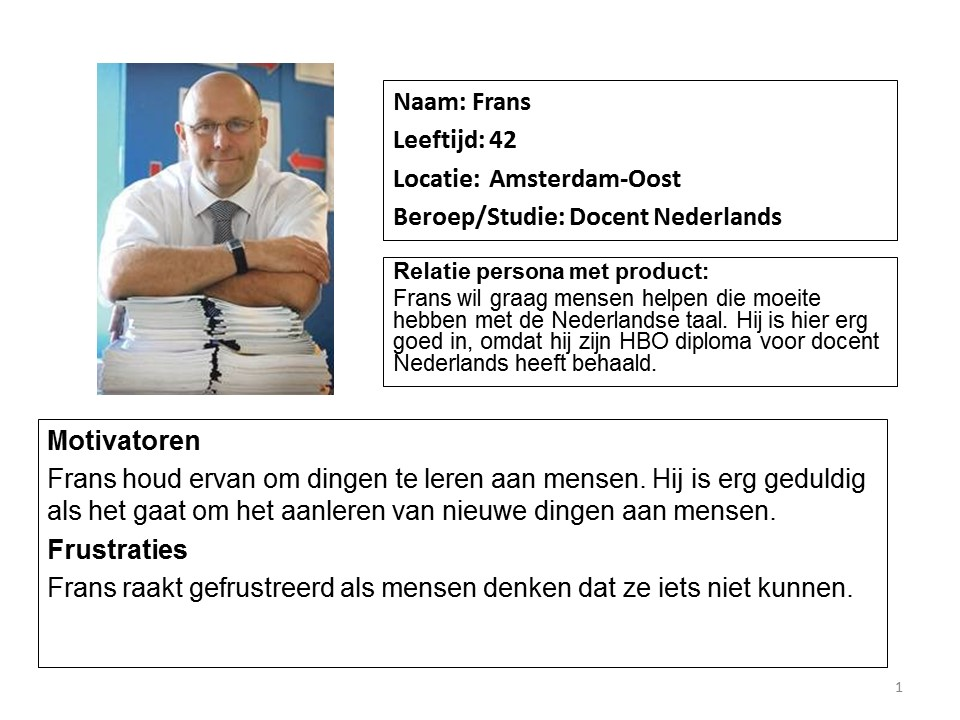 Naam: Frans
Leeftijd: 42
Locatie: Amsterdam-Oost
Beroep/Studie: Docent Nederlands
Relatie persona met product:
Frans wil graag mensen helpen die moeite
hebben met de Nederlandse taal. Hij is hier erg
goed in, omdat hij zijn HBO diploma voor docent
Nederlands heeft behaald.
Motivatoren
Frans houd ervan om dingen te leren aan mensen. Hij is erg geduldig
als het gaat om het aanleren van nieuwe dingen aan mensen.
Frustraties
Frans raakt gefrustreerd als mensen denken dat ze iets niet kunnen.
1